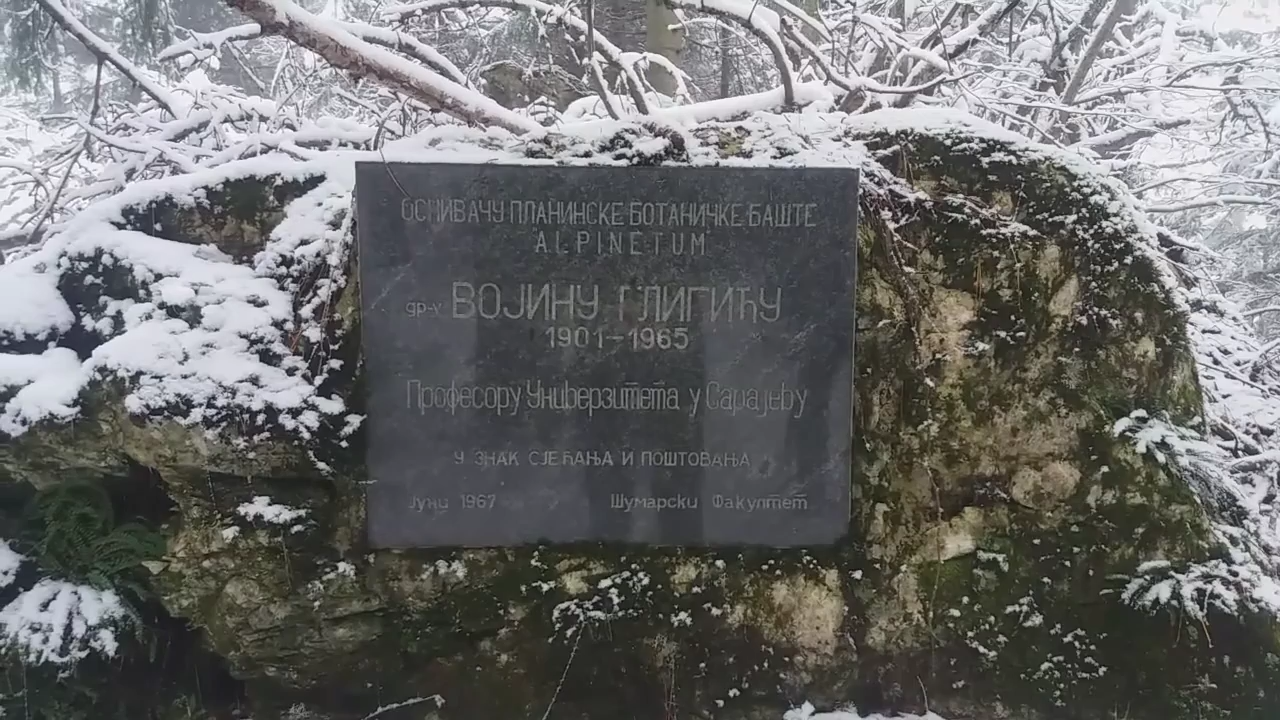 ОСНИВАЧУ ПЛАНИНСКЕ БОТАНИЧКЕ БАШТЕ
ALPINETUM
др-у ВОЈИНУ ГЛИГИЋУ
1901–1965
Професору Универзитета у Сарајеву
У ЗНАК СЈЕЋАЊА И ПОШТОВАЊА
Јуни 1967 Шумарски Факултет